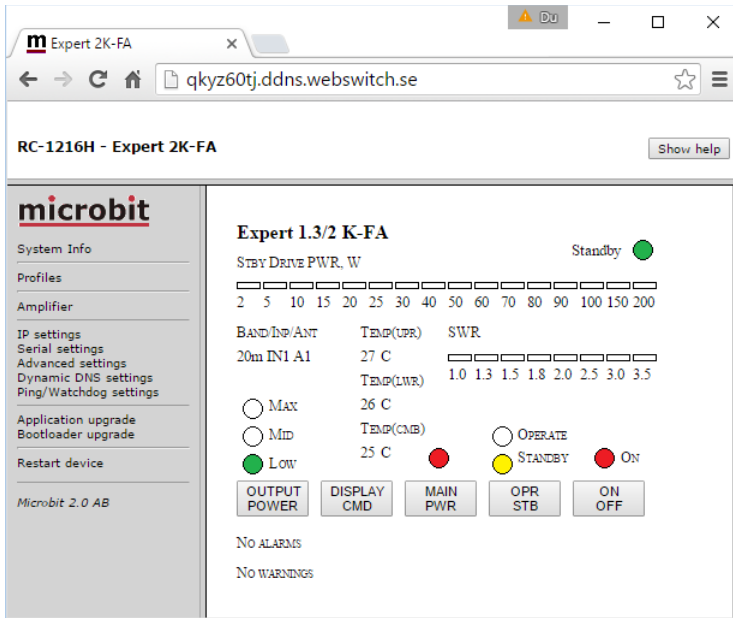 Du
Expert 2K-FA
qkyz60tj.ddns.webswitch.se
RC-1216H - Expert 2K-FA
Show help
microbit
System Info
Profiles
Amplifier
IP settings
Serial settings
Advanced settings
Dynamic DNS settings
Ping/Watchdog settings
Application upgrade
Bootloader upgrade
Restart device
Microbit 2.0 AB
Expert 1.3/2 K-FA
Standby
STBY DRIVE PWR, W
2 5 10 15 20 25 30 40 50 60 70 80 90 100 150 200
BAND/INP/ANT TEMP(UPR) SWR
20m IN1 A1 27 C
1.0 1.3 1.5 1.8 2.0 2.5 3.0 3.5
TEMP(LWR)
MAX 26 C
MID TEMP(CMB) OPERATE
LOW 25 C STANDBY ON
OUTPUT POWER
DISPLAY CMD
MAIN PWR
OPR STB
ON OFF
NO ALARMS
NO WARNINGS